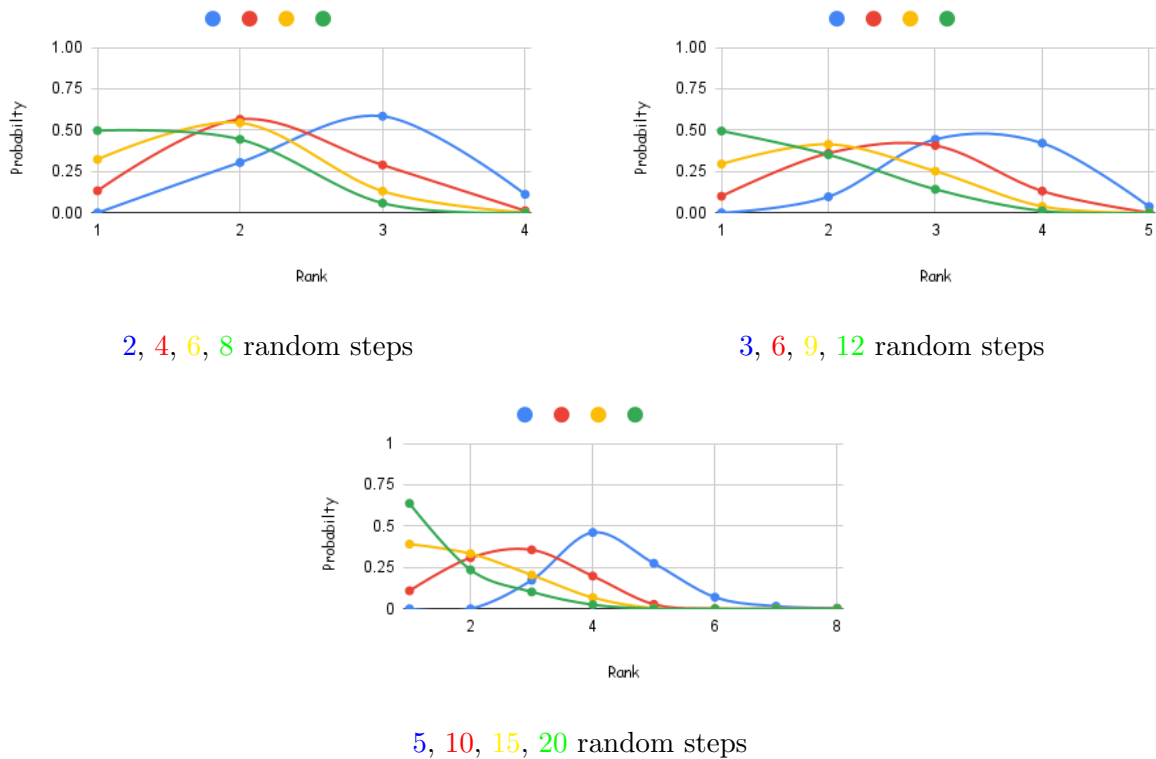 1.00
0.75
0.50
0.25
0.00
Probabilty
1 2 3 4
Rank
2, 4, 6, 8 random steps
1.00
0.75
0.50
0.25
0.00
Probabilty
1 2 3 4 5
Rank
3, 6, 9, 12 random steps
1
0.75
0.5
0.25
0
Probabilty
2 4 6 8
Rank
5, 10, 15, 20 random steps